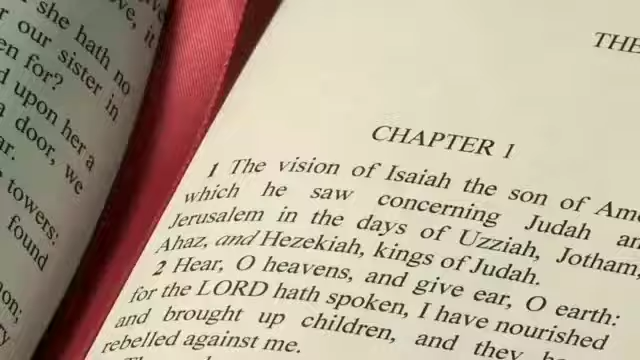 she hath no
our sister in
for?
upon her a
door, we
towers:
found
THE
CHAPTER 1
1 The vision of Isaiah the son of
which he saw concerning Judah
Jerusalem in the days of Uzziah, Jotham,
Ahaz, and Hezekiah, kings of Judah.
2 Hear, O heavens, and give ear, O earth:
for the LORD hath spoken, I have nourished
and brought up children, and they
rebelled against me.